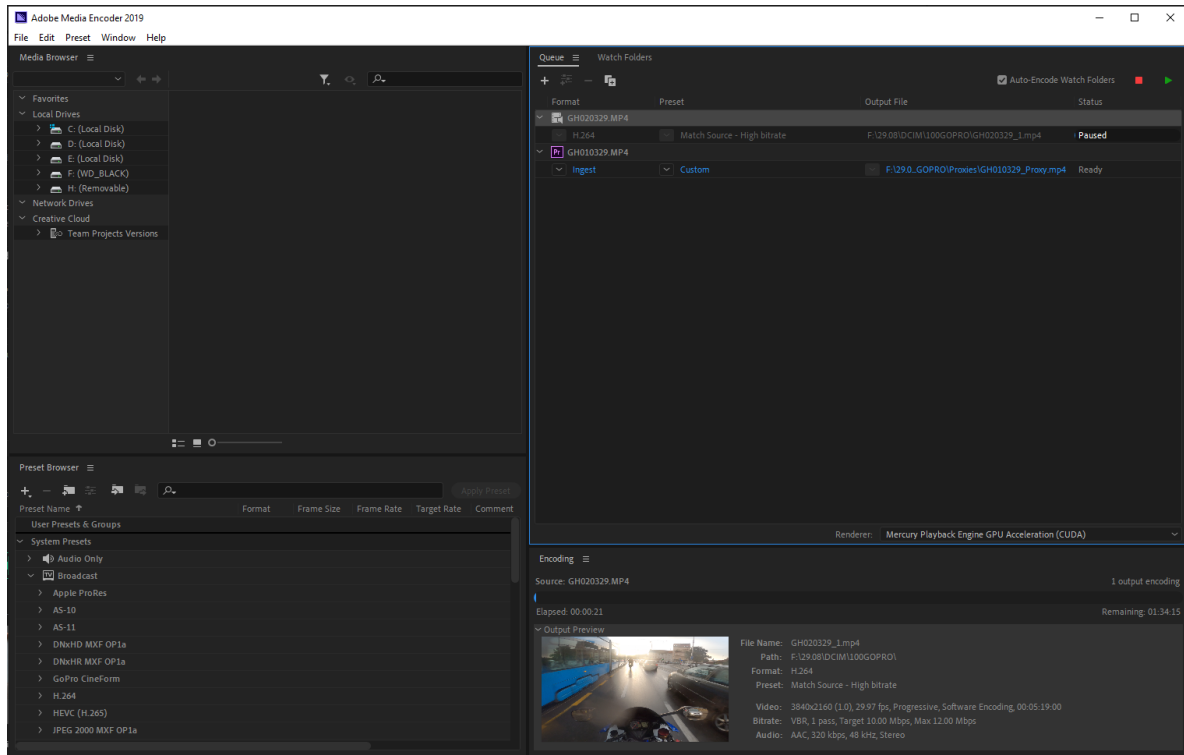 Adobe Media Encoder 2019
File Edit Preset Window Help
Media Browser
Favorites
Local Drives
C: (Local Disk)
D: (Local Disk)
E: (Local Disk)
F: (WD_BLACK)
H: (Removable)
Network Drives
Creative Cloud
Team Projects Versions
Preset Browser
Apply Preset
Preset Name Format Frame Size Frame Rate Target Rate Comment
User Presets & Groups
System Presets
Audio Only
TV Broadcast
Apple ProRes
AS-10
AS-11
DNxHD MXF OP1a
DNxHR MXF OP1a
GoPro CineForm
H.264
HEVC (H.265)
JPEG 2000 MXF OP1a
Queue Watch Folders
Auto-Encode Watch Folders
Format Preset Output File Status
GH020329.MP4
H.264 Match Source - High bitrate F:\29.08\DCIM\100GOPRO\GH020329_1.mp4 Paused
Pr GH010329.MP4
Ingest Custom F:\29.0..GOPRO\Proxies\GH010329_Proxy.mp4 Ready
Renderer: Mercury Playback Engine GPU Acceleration (CUDA)
Encoding
Source: GH020329.MP4 1 output encoding
Elapsed: 00:00:21 Remaining: 01:34:15
Output Preview
File Name: GH020329_1.mp4
Path: F:\29.08\DCIM\100GOPRO\
Format: H.264
Preset: Match Source - High bitrate
Video: 3840x2160 (1.0), 29.97 fps, Progressive, Software Encoding, 00:05:19:00
Bitrate: VBR, 1 pass, Target 10.00 Mbps, Max 12.00 Mbps
Audio: AAC, 320 kbps, 48 kHz, Stereo